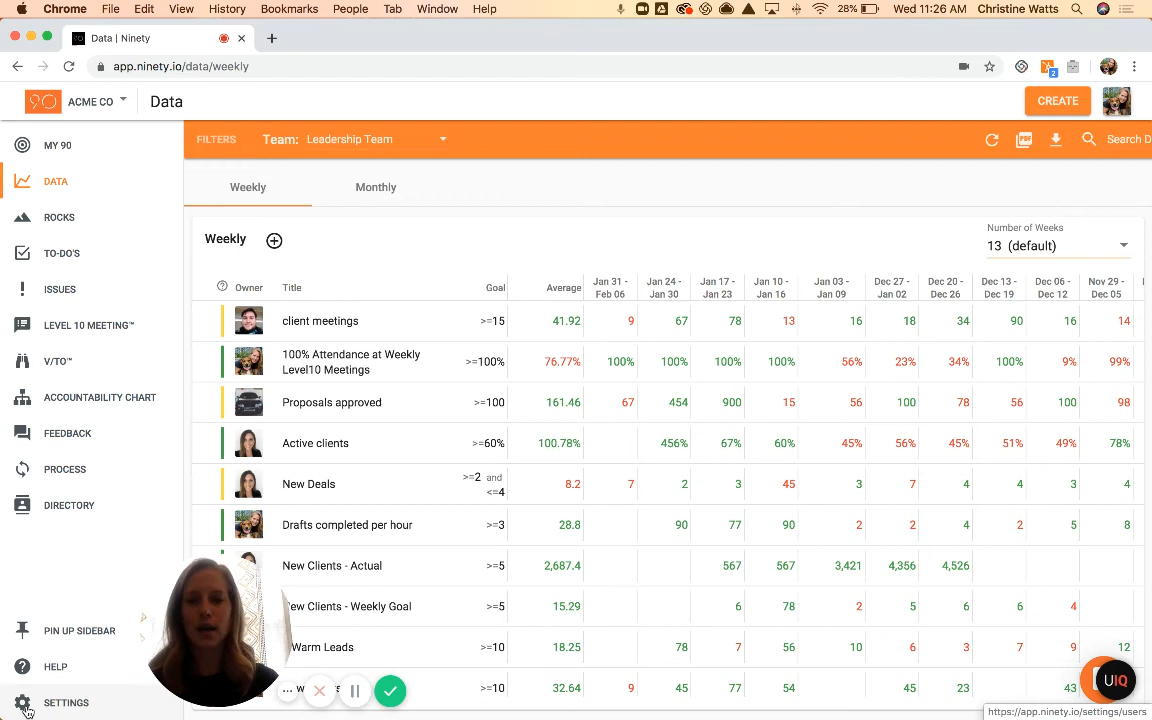 Chrome File Edit View History Bookmarks People Tab Window Help 28% Wed 11:26 AM Christine Watts
Data | Ninety
app.ninety.io/data/weekly
2
90 ACME CO Data CREATE
MY 90
DATA
ROCKS
TO-DO'S
ISSUES
LEVEL 10 MEETING™
V/TO™
ACCOUNTABILITY CHART
FEEDBACK
PROCESS
DIRECTORY
PIN UP SIDEBAR
HELP
SETTINGS
FILTERS Team: Leadership Team PDF Search D
Weekly Monthly
Weekly
Number of Weeks
13 (default)
Owner Title Goal Average Jan 31 - Feb 06 Jan 24 - Jan 30 Jan 17 - Jan 23 Jan 10 - Jan 16 Jan 03 - Jan 09 Dec 27 - Jan 02 Dec 20 - Dec 26 Dec 13 - Dec 19 Dec 06 - Dec 12 Nov 29 - Dec 05
client meetings >=15 41.92 9 67 78 13 16 18 34 90 16 14
100% Attendance at Weekly
Level10 Meetings >=100% 76.77% 100% 100% 100% 100% 56% 23% 34% 100% 9% 99%
Proposals approved >=100 161.46 67 454 900 15 56 100 78 56 100 98
Active clients >=60% 100.78% 456% 67% 60% 45% 56% 45% 51% 49% 78%
New Deals >=2 and <=4 8.2 7 2 3 45 3 7 4 4 3 4
Drafts completed per hour >=3 28.8 90 77 90 2 2 4 2 5 8
New Clients - Actual >=5 2,687.4 567 567 3,421 4,356 4,526
New Clients - Weekly Goal >=5 15.29 6 78 2 5 6 6 4
Warm Leads >=10 18.25 78 7 56 10 6 3 7 9 12
>=10 32.64 9 45 77 54 45 23 43
UIQ
https://app.ninety.io/settings/users